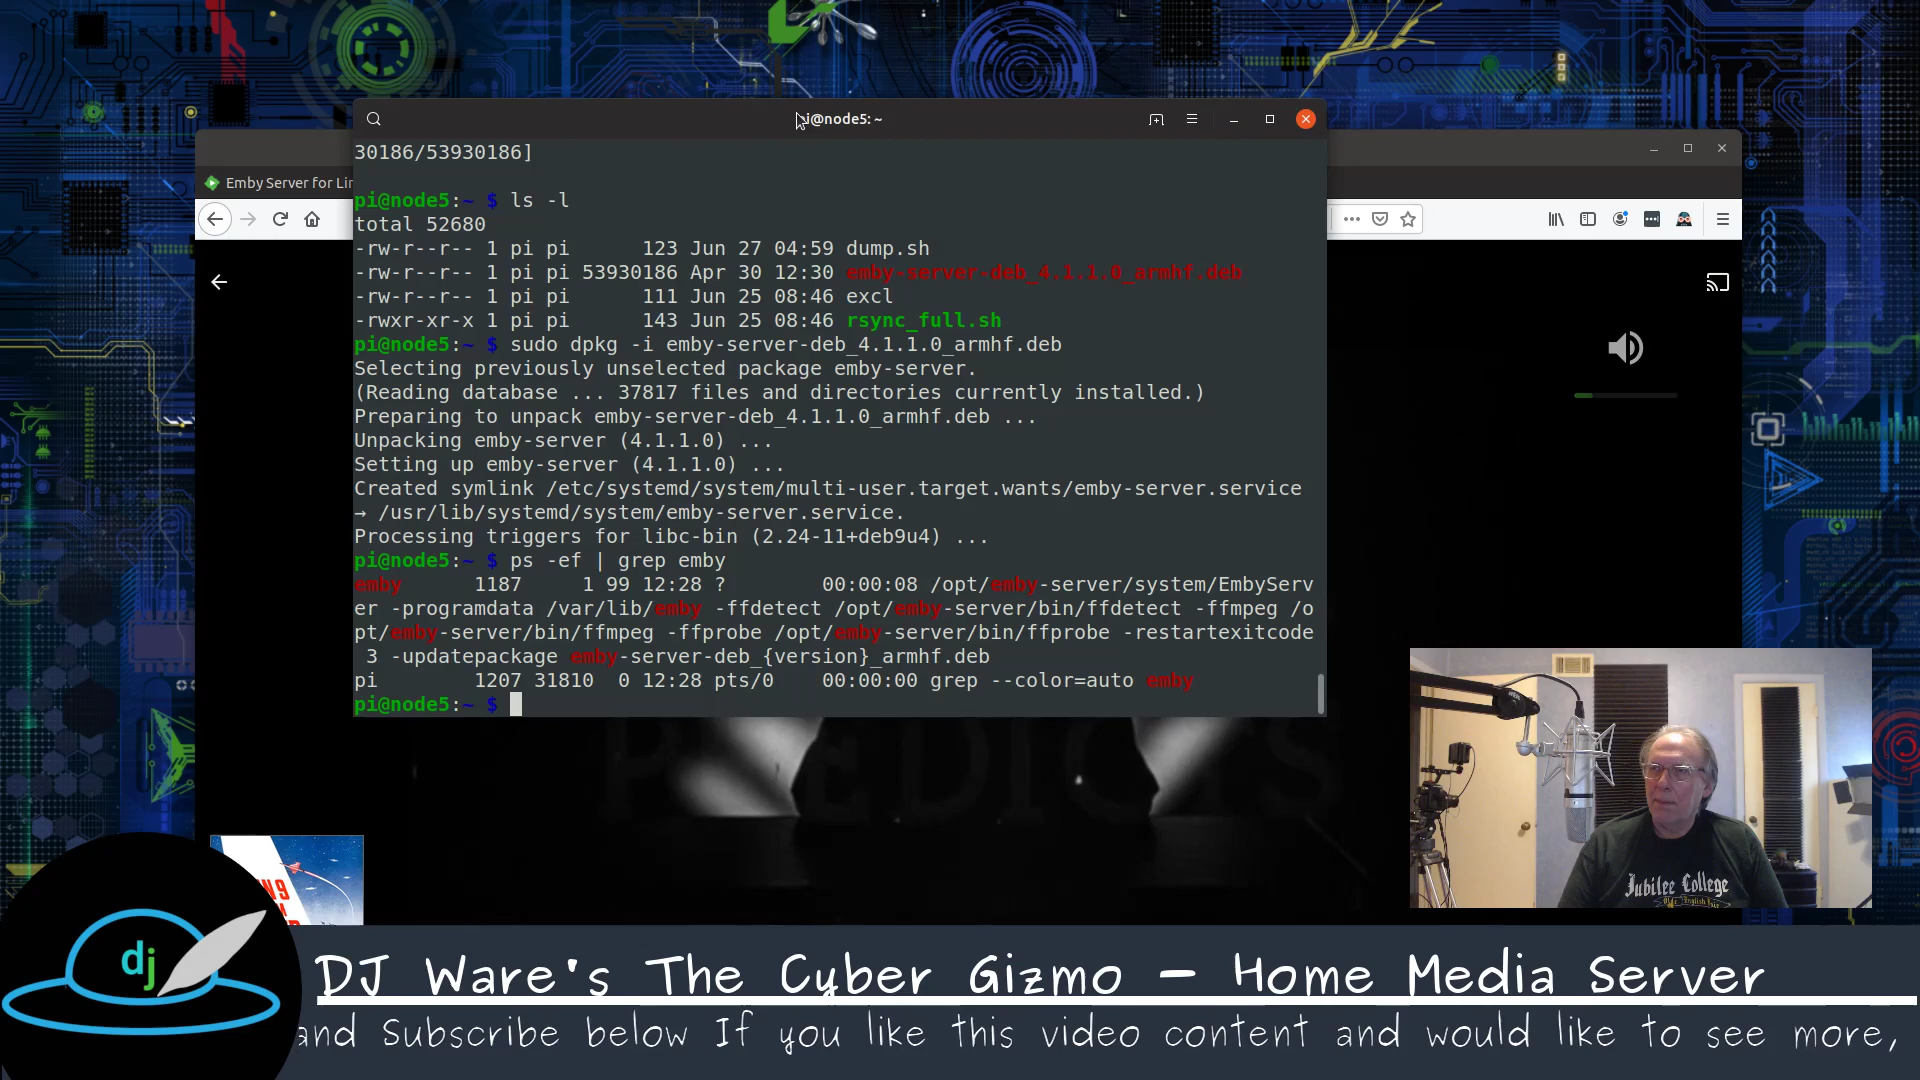 pi@node5: ~
30186/53930186]
Emby Server for Lin
pi@node5:~ $ ls -l
total 52680
-rw-r--r-- 1 pi pi      123 Jun 27 04:59 dump.sh
-rw-r--r-- 1 pi pi 53930186 Apr 30 12:30 emby-server-deb_4.1.1.0_armhf.deb
-rw-r--r-- 1 pi pi      111 Jun 25 08:46 excl
-rwxr-xr-x 1 pi pi      143 Jun 25 08:46 rsync_full.sh
pi@node5:~ $ sudo dpkg -i emby-server-deb_4.1.1.0_armhf.deb
Selecting previously unselected package emby-server.
(Reading database ... 37817 files and directories currently installed.)
Preparing to unpack emby-server-deb_4.1.1.0_armhf.deb ...
Unpacking emby-server (4.1.1.0) ...
Setting up emby-server (4.1.1.0) ...
Created symlink /etc/systemd/system/multi-user.target.wants/emby-server.service
→ /usr/lib/systemd/system/emby-server.service.
Processing triggers for libc-bin (2.24-11+deb9u4) ...
pi@node5:~ $ ps -ef | grep emby
emby      1187     1 99 12:28 ?        00:00:08 /opt/emby-server/system/EmbyServ
er -programdata /var/lib/emby -ffdetect /opt/emby-server/bin/ffdetect -ffmpeg /o
pt/emby-server/bin/ffmpeg -ffprobe /opt/emby-server/bin/ffprobe -restartexitcode
 3 -updatepackage emby-server-deb_{version}_armhf.deb
pi        1207 31810  0 12:28 pts/0    00:00:00 grep --color=auto emby
pi@node5:~ $
Jubilee College
dj
DJ Ware's The Cyber Gizmo – Home Media Server
and Subscribe below If you like this video content and would like to see more,